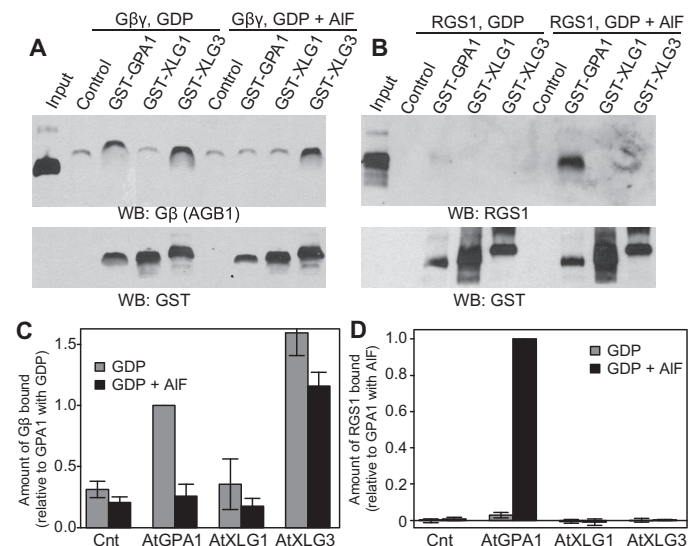 A
Gβγ, GDP
Gβγ, GDP + AlF
Input
Control
GST-GPA1
GST-XLG1
GST-XLG3
Control
GST-GPA1
GST-XLG1
GST-XLG3
WB: Gβ (AGB1)
WB: GST
B
RGS1, GDP
RGS1, GDP + AlF
Input
Control
GST-GPA1
GST-XLG1
GST-XLG3
Control
GST-GPA1
GST-XLG1
GST-XLG3
WB: RGS1
WB: GST
C
Amount of Gβ bound
(relative to GPA1 with GDP)
1.5
1.0
0.5
0.0
GDP
GDP + AlF
Cnt AtGPA1 AtXLG1 AtXLG3
D
Amount of RGS1 bound
(relative to GPA1 with AlF)
1.0
0.8
0.6
0.4
0.2
0
GDP
GDP + AlF
Cnt AtGPA1 AtXLG1 AtXLG3